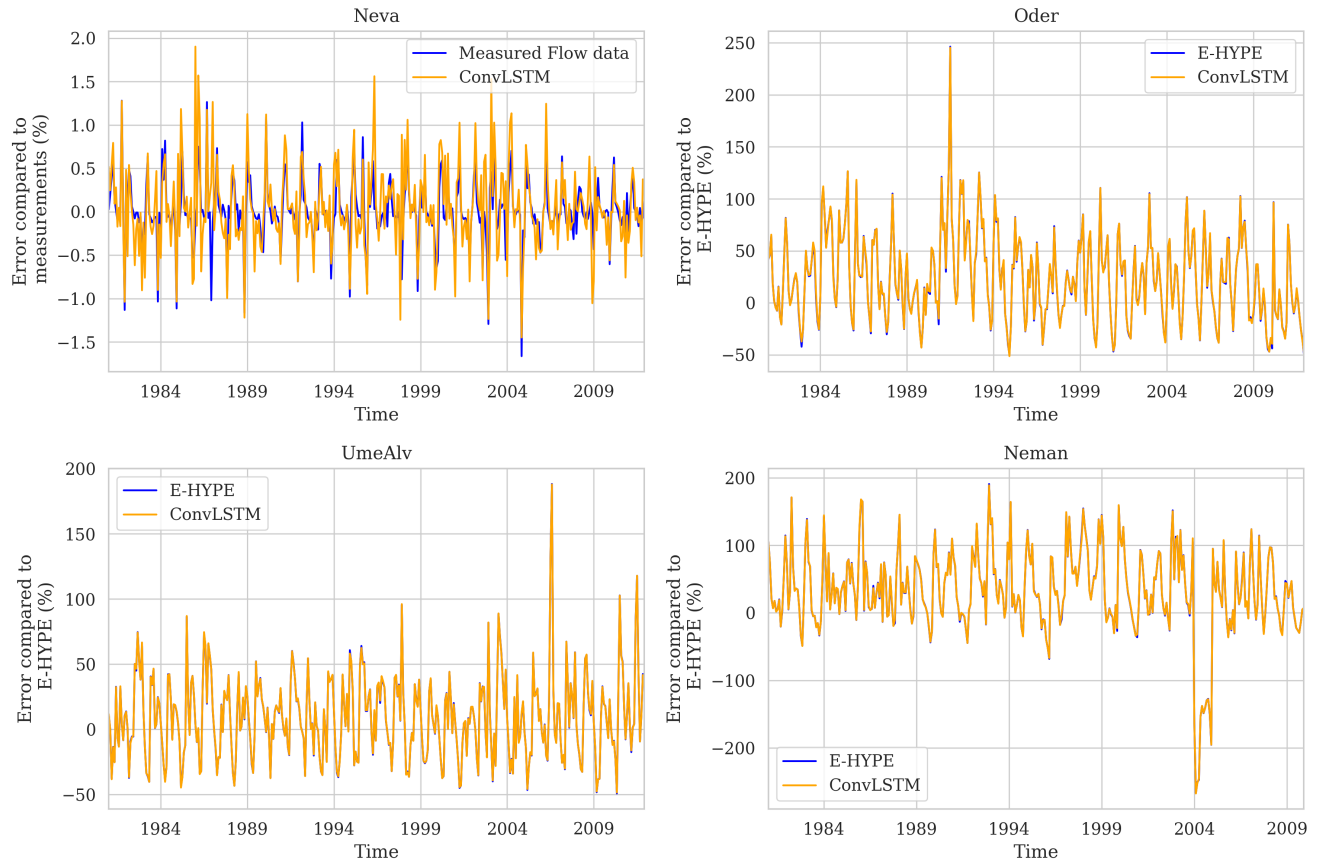 Neva
Error compared to
measurements (%)
2.0
1.5
1.0
0.5
0.0
−0.5
−1.0
−1.5
Measured Flow data
ConvLSTM
1984 1989 1994 1999 2004 2009
Time
Oder
Error compared to
E-HYPE (%)
250
200
150
100
50
0
−50
E-HYPE
ConvLSTM
1984 1989 1994 1999 2004 2009
Time
UmeAlv
Error compared to
E-HYPE (%)
200
150
100
50
0
−50
E-HYPE
ConvLSTM
1984 1989 1994 1999 2004 2009
Time
Neman
Error compared to
E-HYPE (%)
200
100
0
−100
−200
E-HYPE
ConvLSTM
1984 1989 1994 1999 2004 2009
Time